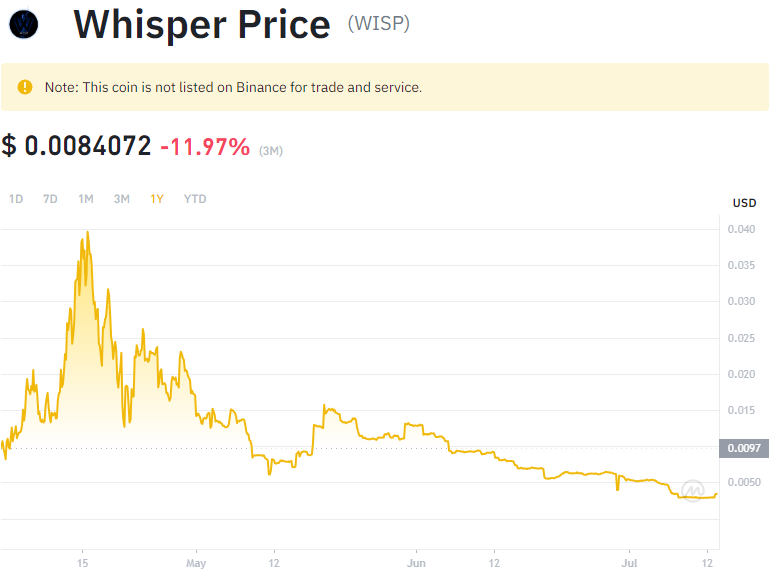 Whisper Price (WISP)
Note: This coin is not listed on Binance for trade and service.
$ 0.0084072 -11.97% (3M)
1D 7D 1M 3M 1Y YTD
USD
0.040
0.035
0.030
0.025
0.020
0.015
0.0097
0.0050
15 May 12 Jun 12 Jul 12